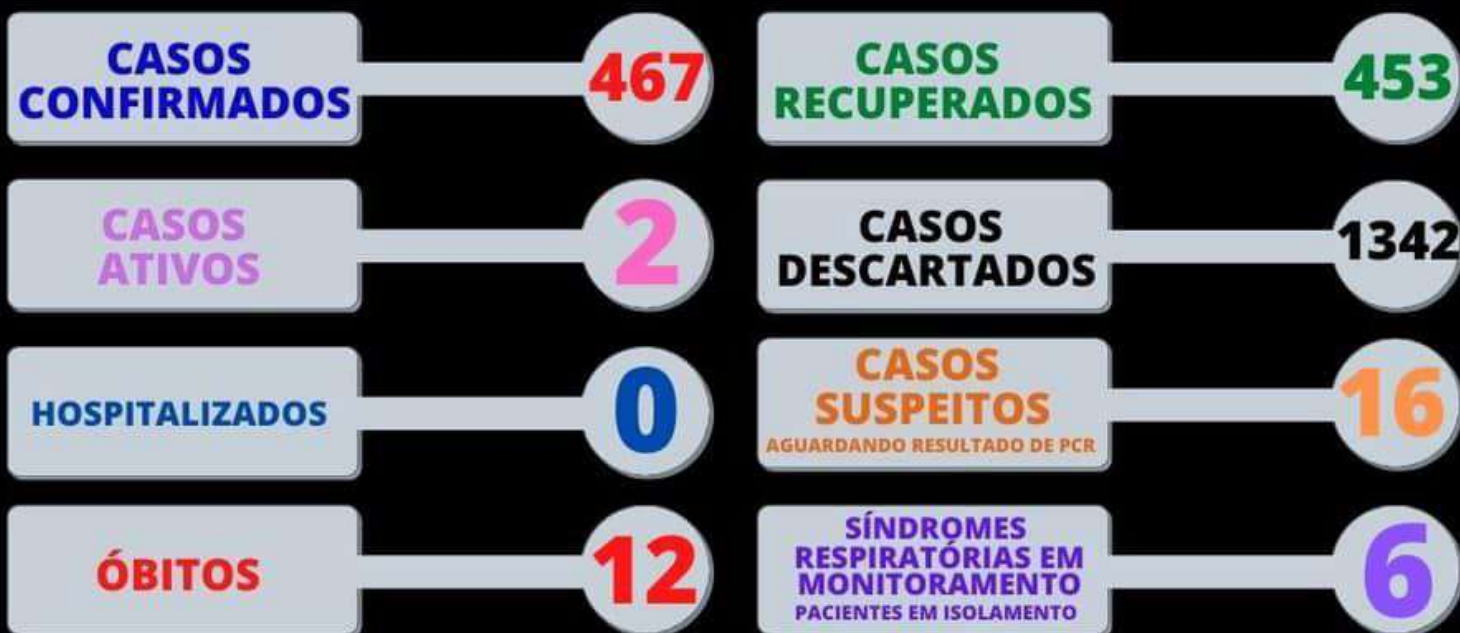 CASOS
CONFIRMADOS
467
CASOS
RECUPERADOS
453
CASOS
ATIVOS
2
CASOS
DESCARTADOS
1342
HOSPITALIZADOS
0
CASOS
SUSPEITOS
AGUARDANDO RESULTADO DE PCR
16
ÓBITOS
12
SÍNDROMES
RESPIRATÓRIAS EM
MONITORAMENTO
PACIENTES EM ISOLAMENTO
6